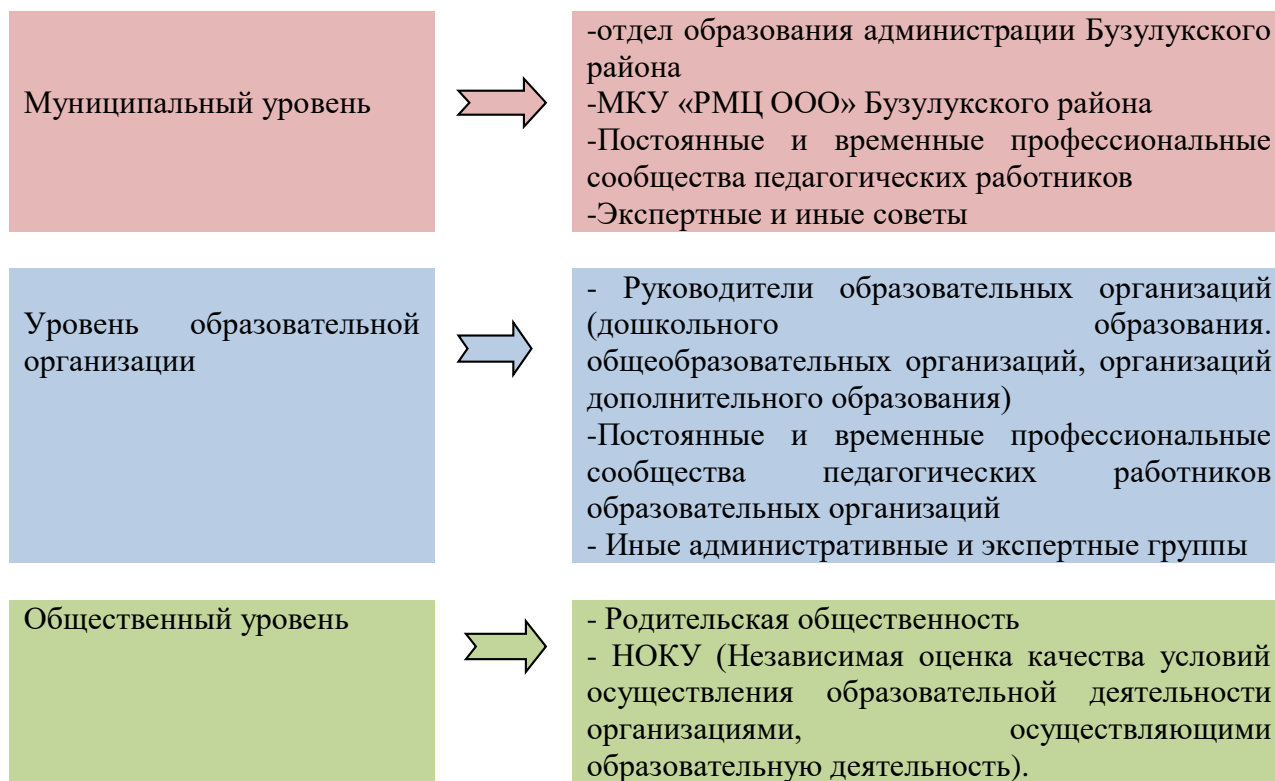 Муниципальный уровень
-отдел образования администрации Бузулукского
района
-МКУ «РМЦ ООО» Бузулукского района
-Постоянные и временные профессиональные
сообщества педагогических работников
-Экспертные и иные советы
Уровень образовательной
организации
- Руководители образовательных организаций
(дошкольного образования.
общеобразовательных организаций, организаций
дополнительного образования)
-Постоянные и временные профессиональные
сообщества педагогических работников
образовательных организаций
- Иные административные и экспертные группы
Общественный уровень
- Родительская общественность
- НОКУ (Независимая оценка качества условий
осуществления образовательной деятельности
организациями, осуществляющими
образовательную деятельность).